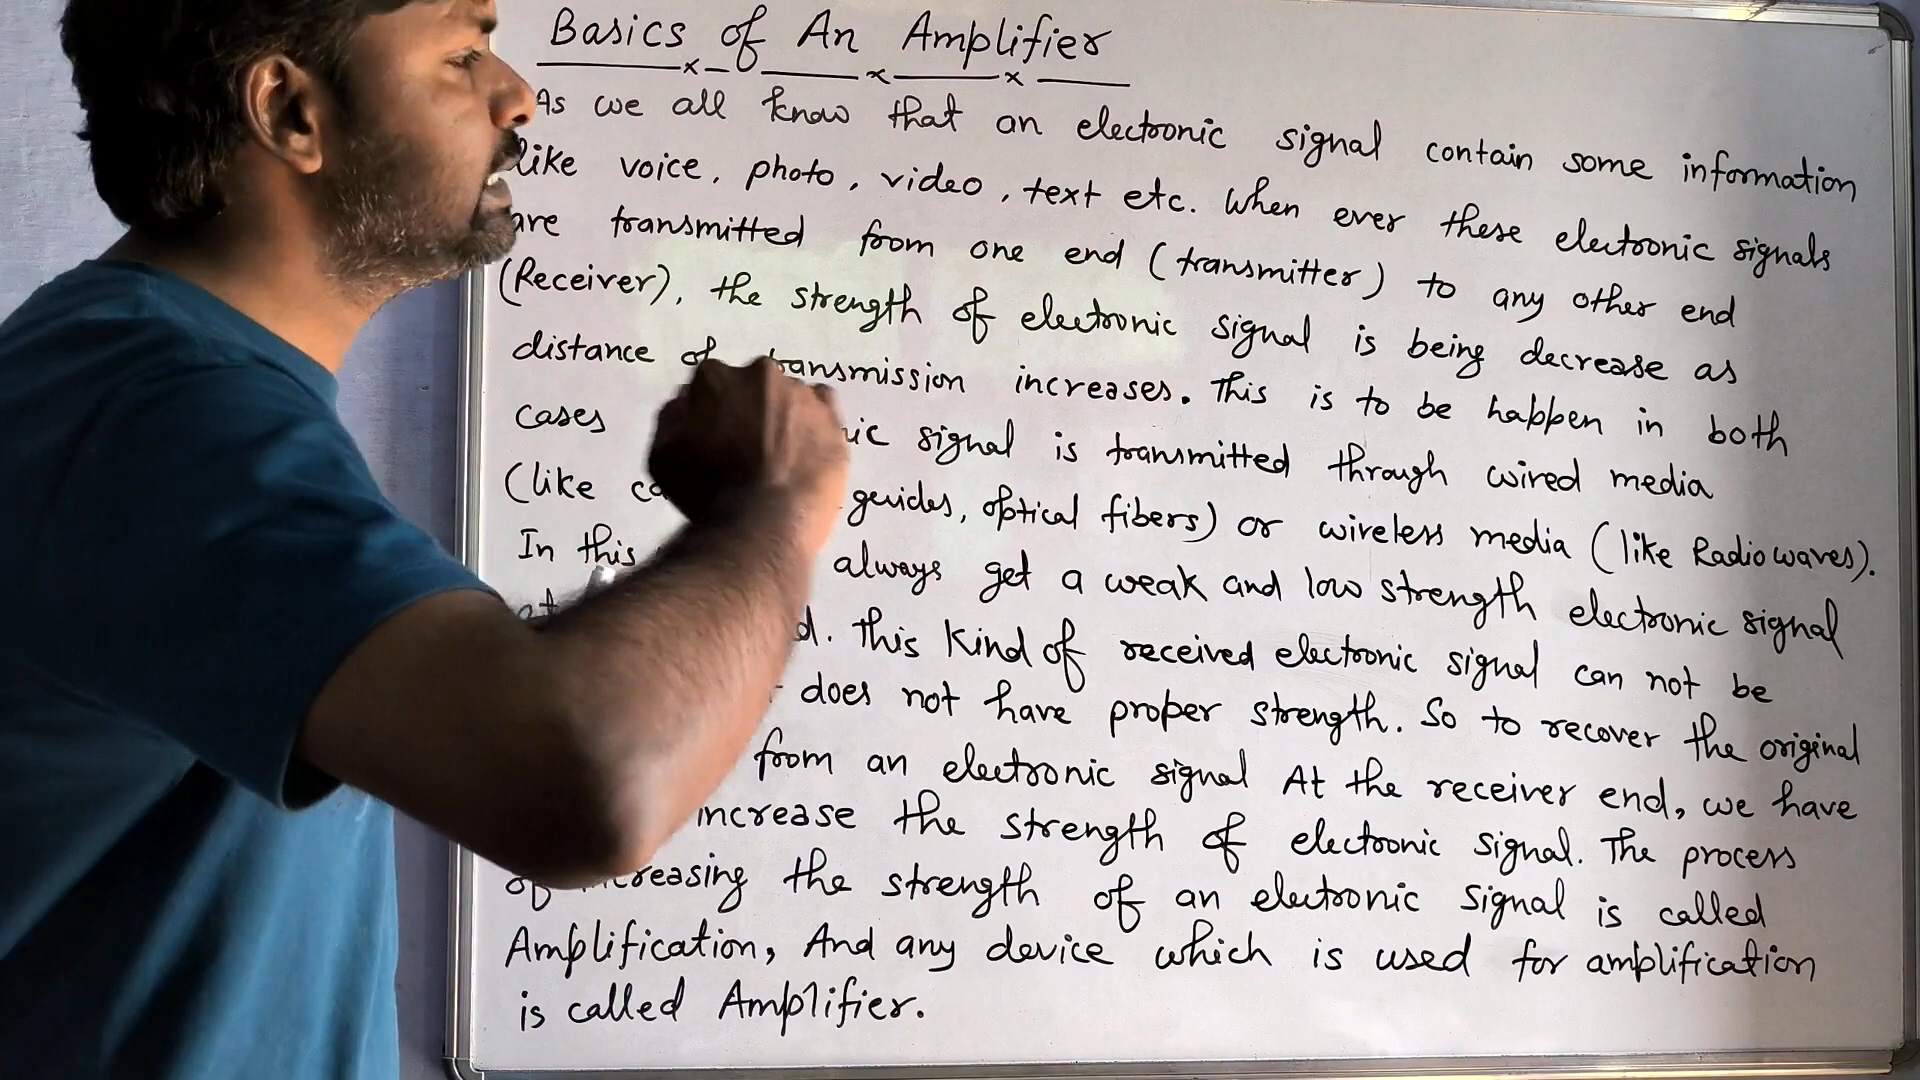 Basics of An Amplifier
As we all know that an electronic signal contain some information
like voice, photo, video, text etc. When ever these electronic signals
are transmitted from one end (transmitter) to any other end
(Receiver), the strength of electronic signal is being decrease as
distance of transmission increases. This is to be happen in both
cases signal is transmitted through wired media
(like guides, optical fibers) or wireless media (like Radio waves).
In this always get a weak and low strength electronic signal
at This kind of received electronic signal can not be
does not have proper strength. So to recover the original
from an electronic signal At the receiver end, we have
increase the strength of electronic signal. The process
of increasing the strength of an electronic signal is called
Amplification, And any device which is used for amplification
is called Amplifier.